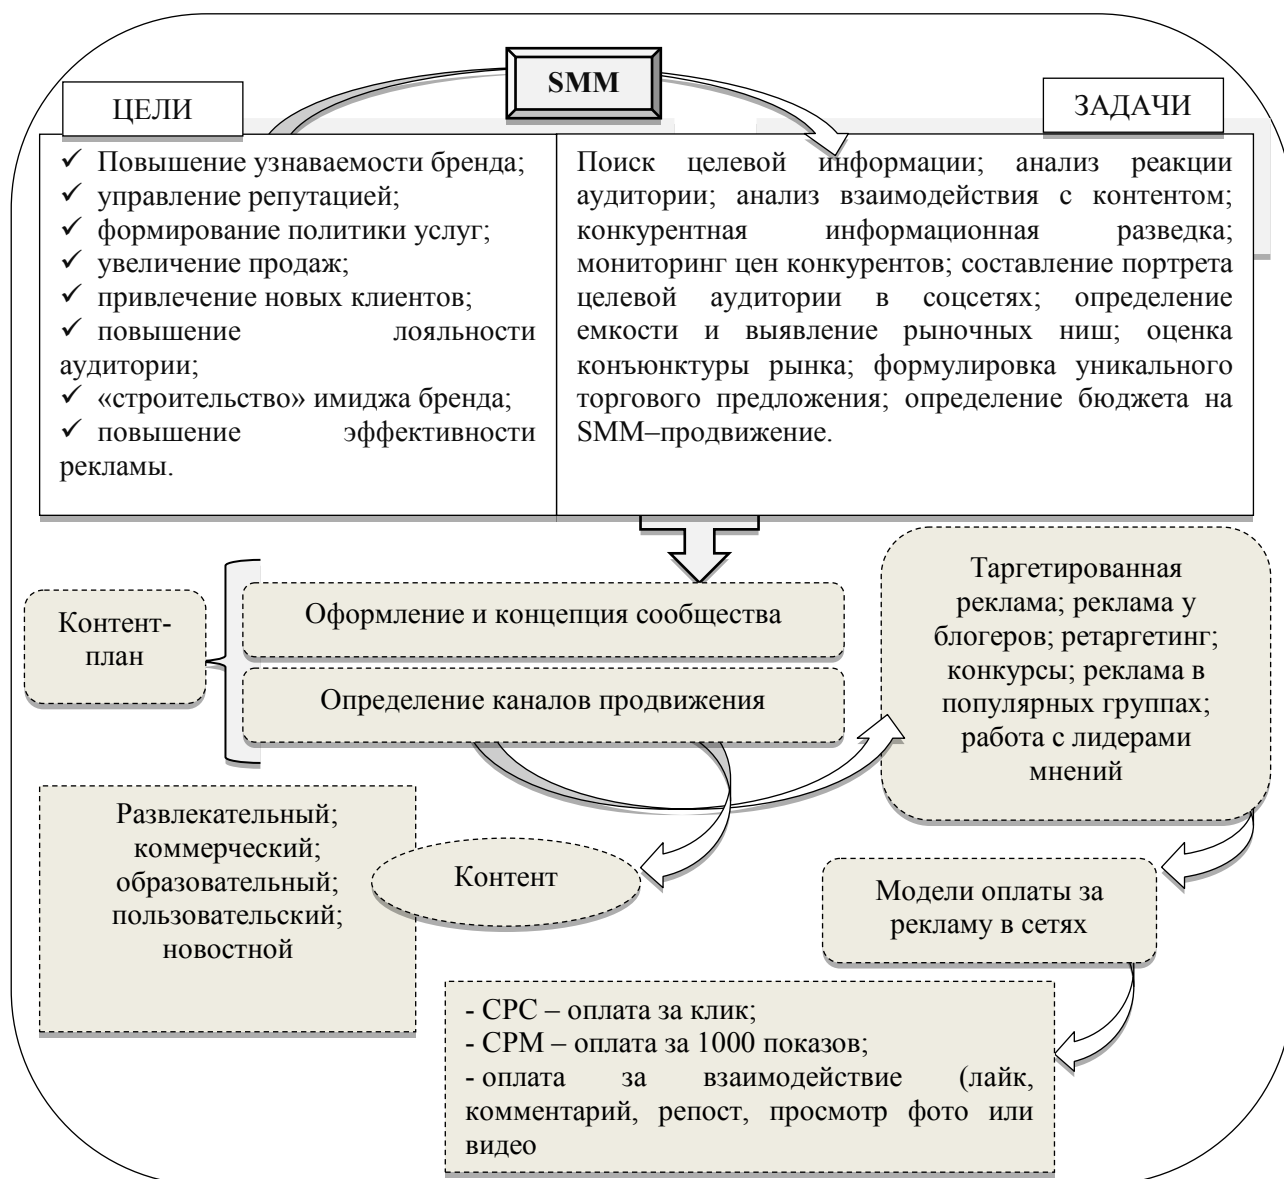 SMM
ЦЕЛИ
ЗАДАЧИ
✓ Повышение узнаваемости бренда;
✓ управление репутацией;
✓ формирование политики услуг;
✓ увеличение продаж;
✓ привлечение новых клиентов;
✓ повышение лояльности
аудитории;
✓ «строительство» имиджа бренда;
✓ повышение эффективности
рекламы.
Поиск целевой информации; анализ реакции
аудитории; анализ взаимодействия с контентом;
конкурентная информационная разведка;
мониторинг цен конкурентов; составление портрета
целевой аудитории в соцсетях; определение
емкости и выявление рыночных ниш; оценка
конъюнктуры рынка; формулировка уникального
торгового предложения; определение бюджета на
SMM–продвижение.
Контент-
план
Оформление и концепция сообщества
Определение каналов продвижения
Таргетированная
реклама; реклама у
блогеров; ретаргетинг;
конкурсы; реклама в
популярных группах;
работа с лидерами
мнений
Развлекательный;
коммерческий;
образовательный;
пользовательский;
новостной
Контент
Модели оплаты за
рекламу в сетях
- CPC – оплата за клик;
- CPM – оплата за 1000 показов;
- оплата за взаимодействие (лайк,
комментарий, репост, просмотр фото или
видео